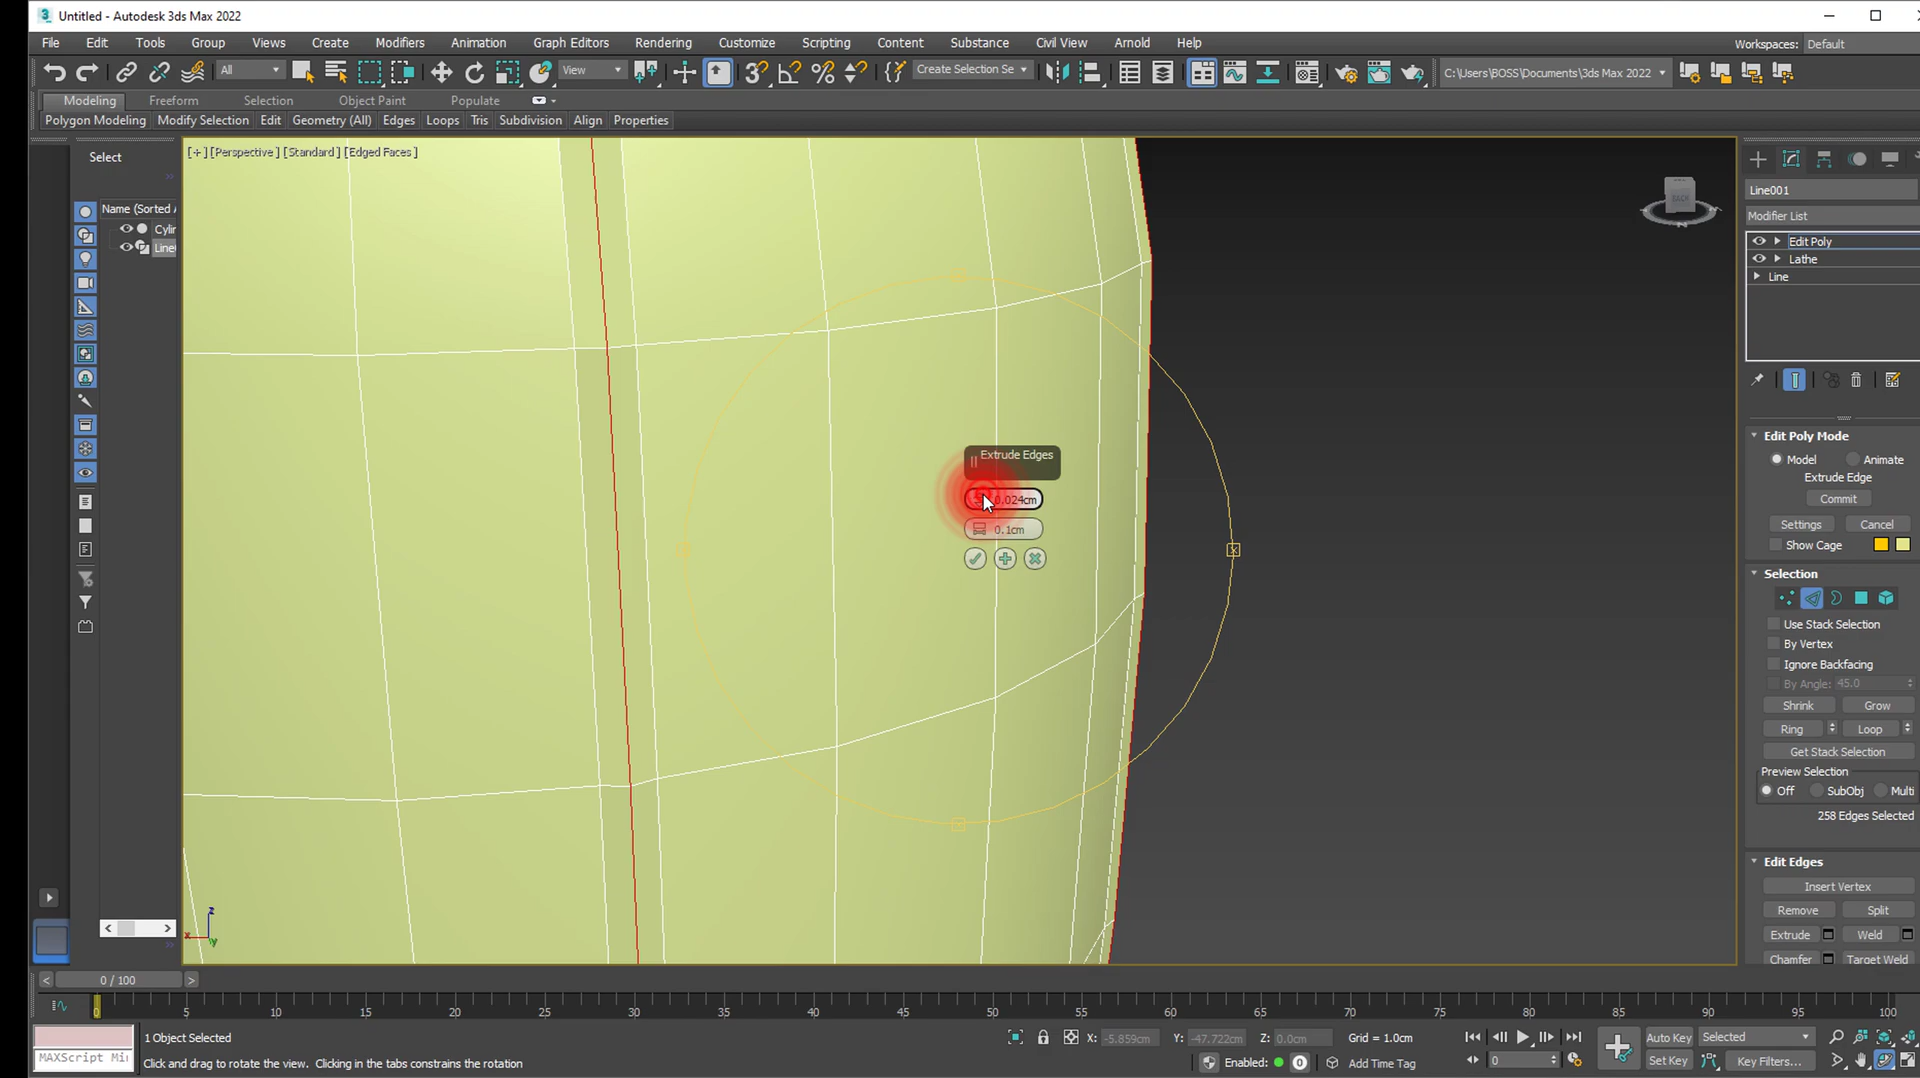 Untitled - Autodesk 3ds Max 2022
File Edit Tools Group Views Create Modifiers Animation Graph Editors Rendering Customize Scripting Content Substance Civil View Arnold Help
Workspaces: Default
All View Create Selection Se C:\Users\BOSS\Documents\3ds Max 2022
Modeling Freeform Selection Object Paint Populate
Polygon Modeling Modify Selection Edit Geometry (All) Edges Loops Tris Subdivision Align Properties
Select
[+] [Perspective] [Standard] [Edged Faces]
Name (Sorted A
Cylin
Line
BACK
Line001
Modifier List
Edit Poly
Lathe
Line
Extrude Edges
0.024cm
0.1cm
Edit Poly Mode
Model Animate
Extrude Edge
Commit
Settings Cancel
Show Cage
Selection
Use Stack Selection
By Vertex
Ignore Backfacing
By Angle: 45.0
Shrink Grow
Ring Loop
Get Stack Selection
Preview Selection
Off SubObj Multi
258 Edges Selected
Edit Edges
Insert Vertex
Remove Split
Extrude Weld
Chamfer Target Weld
z
x
y
< >
< 0 / 100 >
0 5 10 15 20 25 30 35 40 45 50 55 60 65 70 75 80 85 90 95 100
MAXScript Mi
1 Object Selected
Click and drag to rotate the view. Clicking in the tabs constrains the rotation
X: -5.859cm Y: -47.722cm Z: 0.0cm Grid = 1.0cm
Enabled: 0 Add Time Tag
0
Auto Key Selected
Set Key Key Filters...